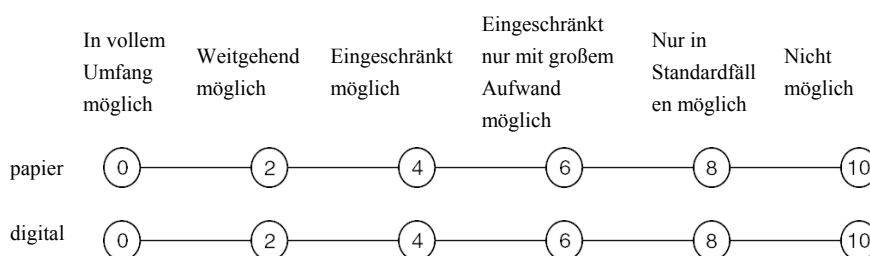 In vollem
Umfang
möglich
Weitgehend
möglich
Eingeschränkt
möglich
Eingeschränkt
nur mit großem
Aufwand
möglich
Nur in
Standardfäll
en möglich
Nicht
möglich
papier 0 2 4 6 8 10
digital 0 2 4 6 8 10